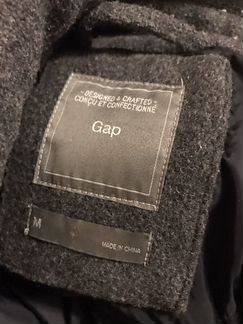 - DESIGNED & CRAFTED -
CONÇU ET CONFECTIONNÉ
Gap
M
MADE IN CHINA